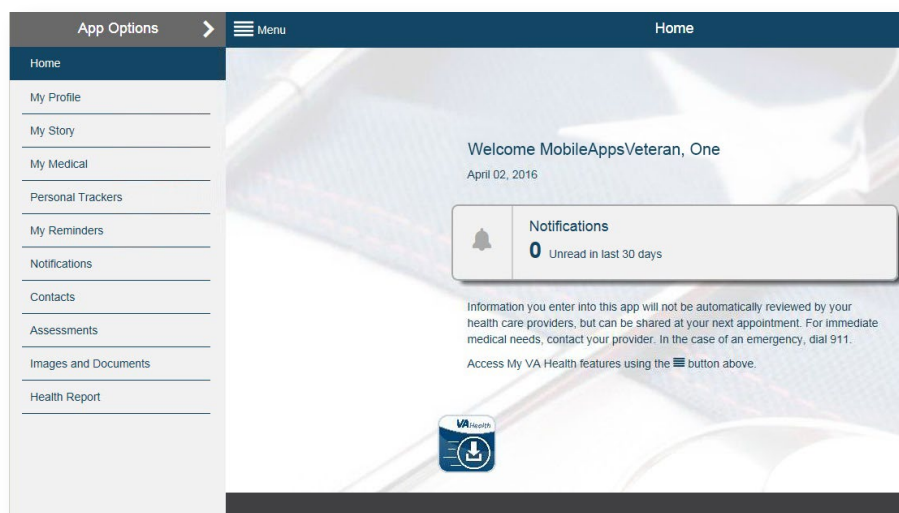 App Options
Menu
Home
Home
My Profile
My Story
My Medical
Personal Trackers
My Reminders
Notifications
Contacts
Assessments
Images and Documents
Health Report
Welcome MobileAppsVeteran, One
April 02, 2016
Notifications
0 Unread in last 30 days
Information you enter into this app will not be automatically reviewed by your
health care providers, but can be shared at your next appointment. For immediate
medical needs, contact your provider. In the case of an emergency, dial 911.
Access My VA Health features using the button above.
VA Health